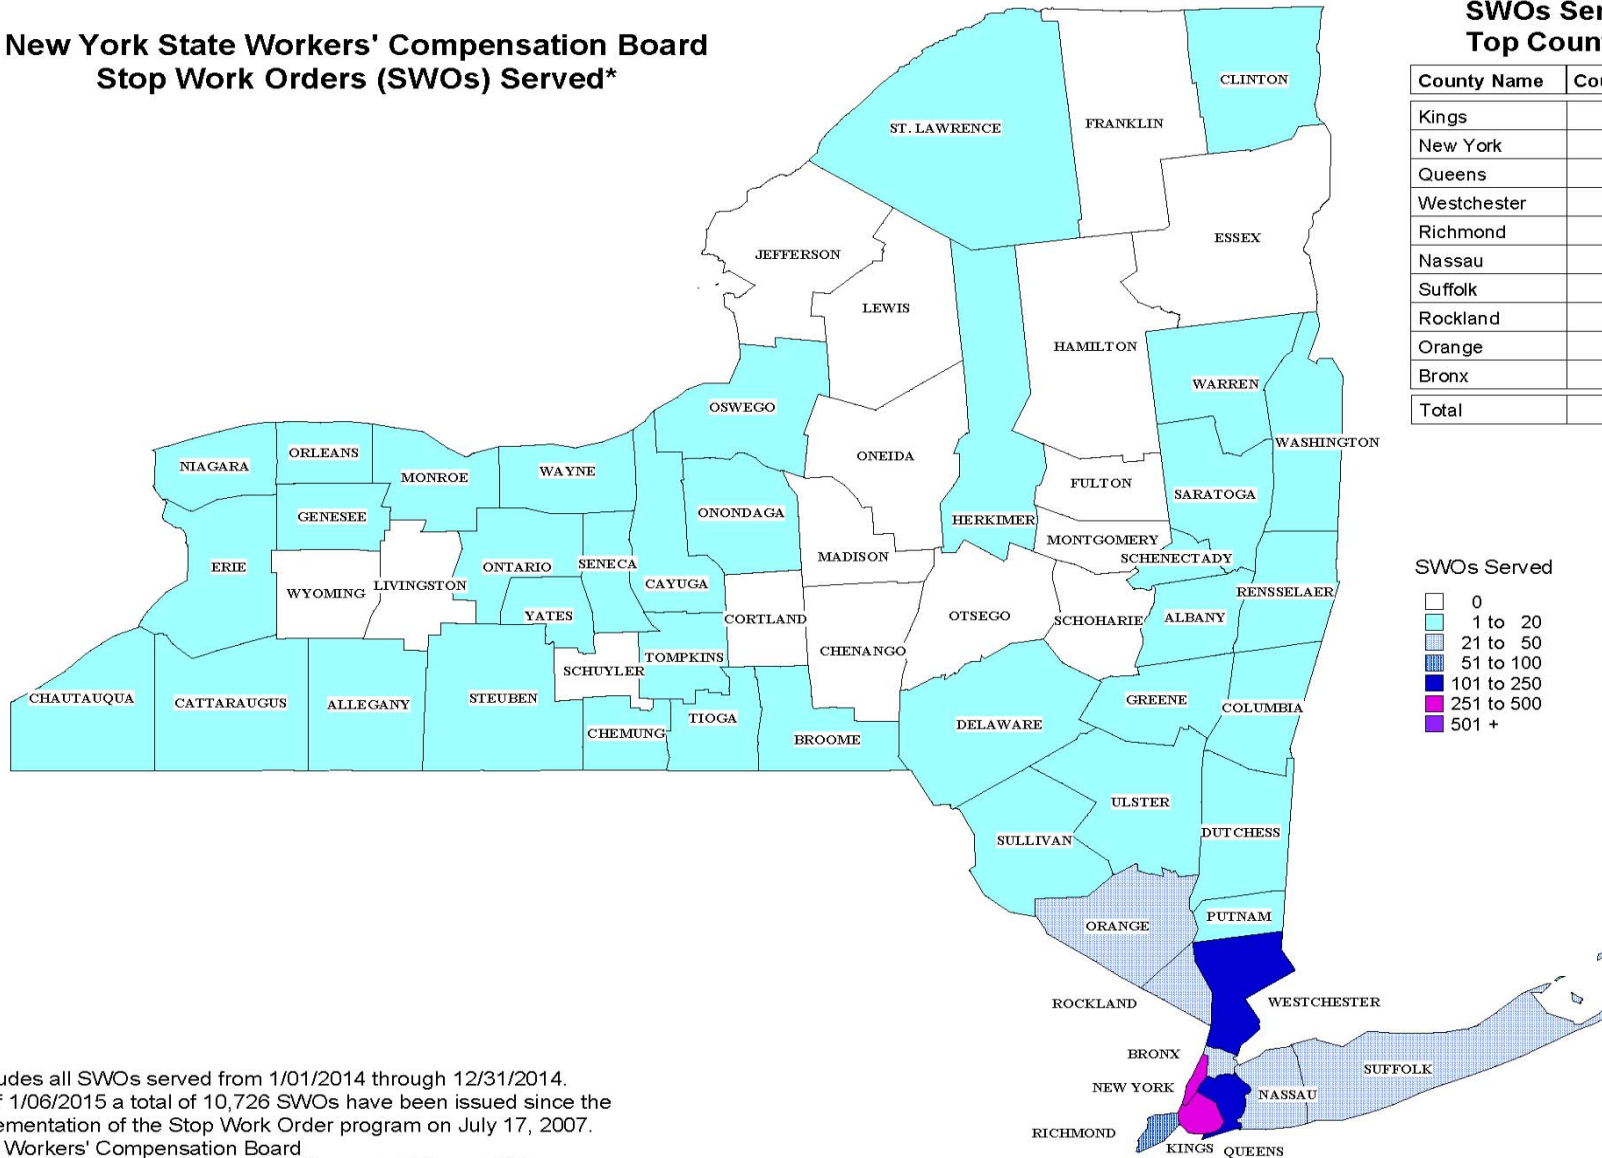 New York State Workers' Compensation Board
Stop Work Orders (SWOs) Served*
SWOs Ser
Top Coun
County Name Cou
Kings
New York
Queens
Westchester
Richmond
Nassau
Suffolk
Rockland
Orange
Bronx
Total
CLINTON
FRANKLIN
ST. LAWRENCE
ESSEX
JEFFERSON
LEWIS
HAMILTON
WARREN
OSWEGO
WASHINGTON
ORLEANS
NIAGARA
ONEIDA
WAYNE
MONROE
FULTON
SARATOGA
ONONDAGA
GENESEE
HERKIMER
MONTGOMERY
MADISON
SCHENECTADY
ERIE
ONTARIO
SENECA
CAYUGA
LIVINGSTON
WYOMING
RENSSELAER
YATES
OTSEGO
CORTLAND
SCHOHARIE
ALBANY
CHENANGO
TOMPKINS
SCHUYLER
CHAUTAUQUA
CATTARAUGUS
ALLEGANY
STEUBEN
GREENE
COLUMBIA
TIOGA
DELAWARE
CHEMUNG
BROOME
ULSTER
DUTCHESS
SULLIVAN
PUTNAM
ORANGE
ROCKLAND
WESTCHESTER
BRONX
SUFFOLK
NEW YORK
NASSAU
RICHMOND
KINGS
QUEENS
SWOs Served
0
1 to 20
21 to 50
51 to 100
101 to 250
251 to 500
501 +
udes all SWOs served from 1/01/2014 through 12/31/2014.
f 1/06/2015 a total of 10,726 SWOs have been issued since the
ementation of the Stop Work Order program on July 17, 2007.
Workers' Compensation Board